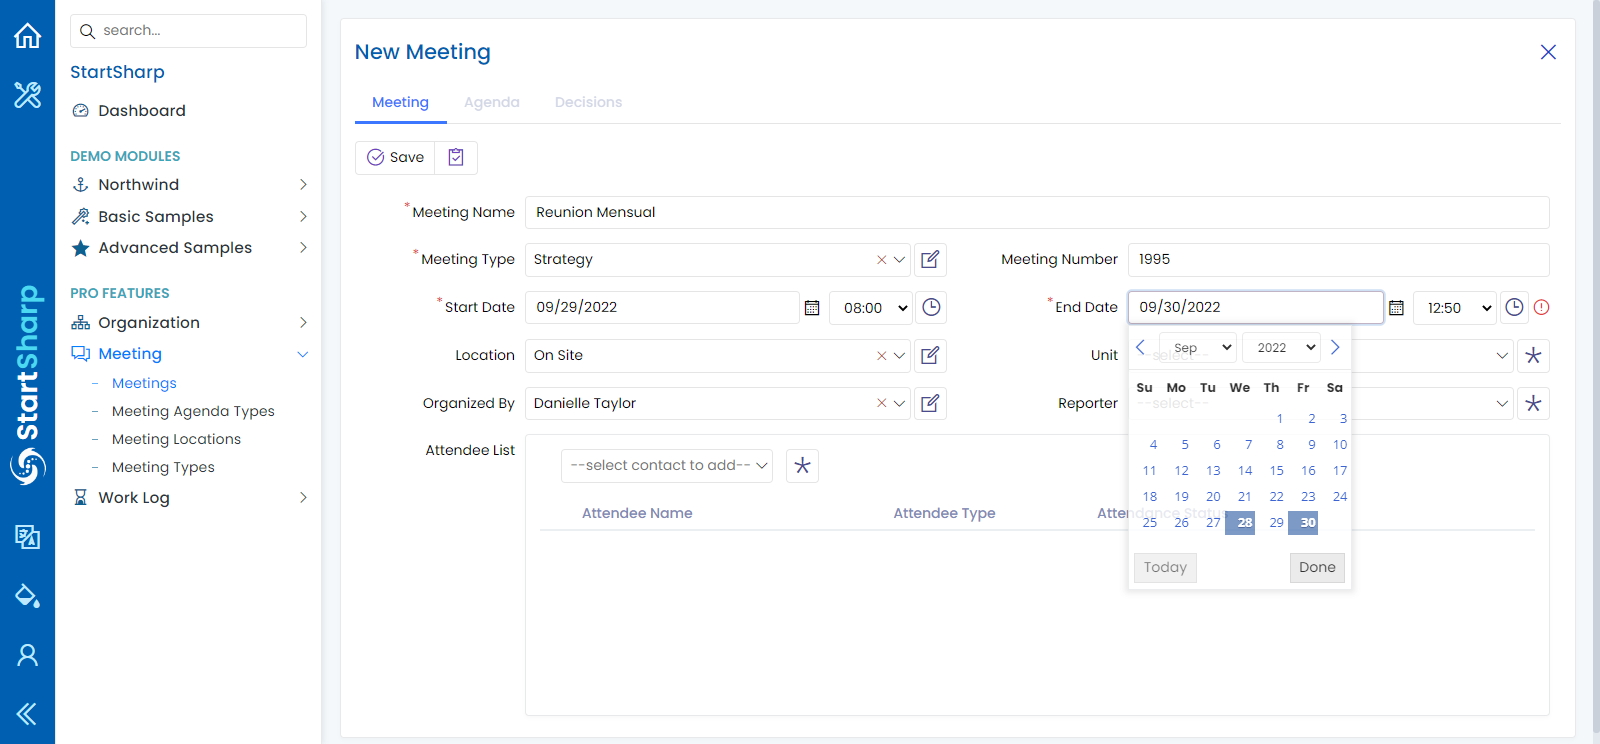 search...
StartSharp
Dashboard
DEMO MODULES
Northwind
Basic Samples
Advanced Samples
PRO FEATURES
Organization
Meeting
- Meetings
- Meeting Agenda Types
- Meeting Locations
- Meeting Types
Work Log
StartSharp
New Meeting
Meeting Agenda Decisions
Save
*Meeting Name Reunion Mensual
*Meeting Type Strategy Meeting Number 1995
*Start Date 09/29/2022 08:00 *End Date 09/30/2022 12:50
Location On Site Unit --select--
Organized By Danielle Taylor Reporter --select--
Attendee List
--select contact to add--
Attendee Name Attendee Type Attendance Status
Sep 2022
Su Mo Tu We Th Fr Sa
1 2 3
4 5 6 7 8 9 10
11 12 13 14 15 16 17
18 19 20 21 22 23 24
25 26 27 28 29 30
Today Done